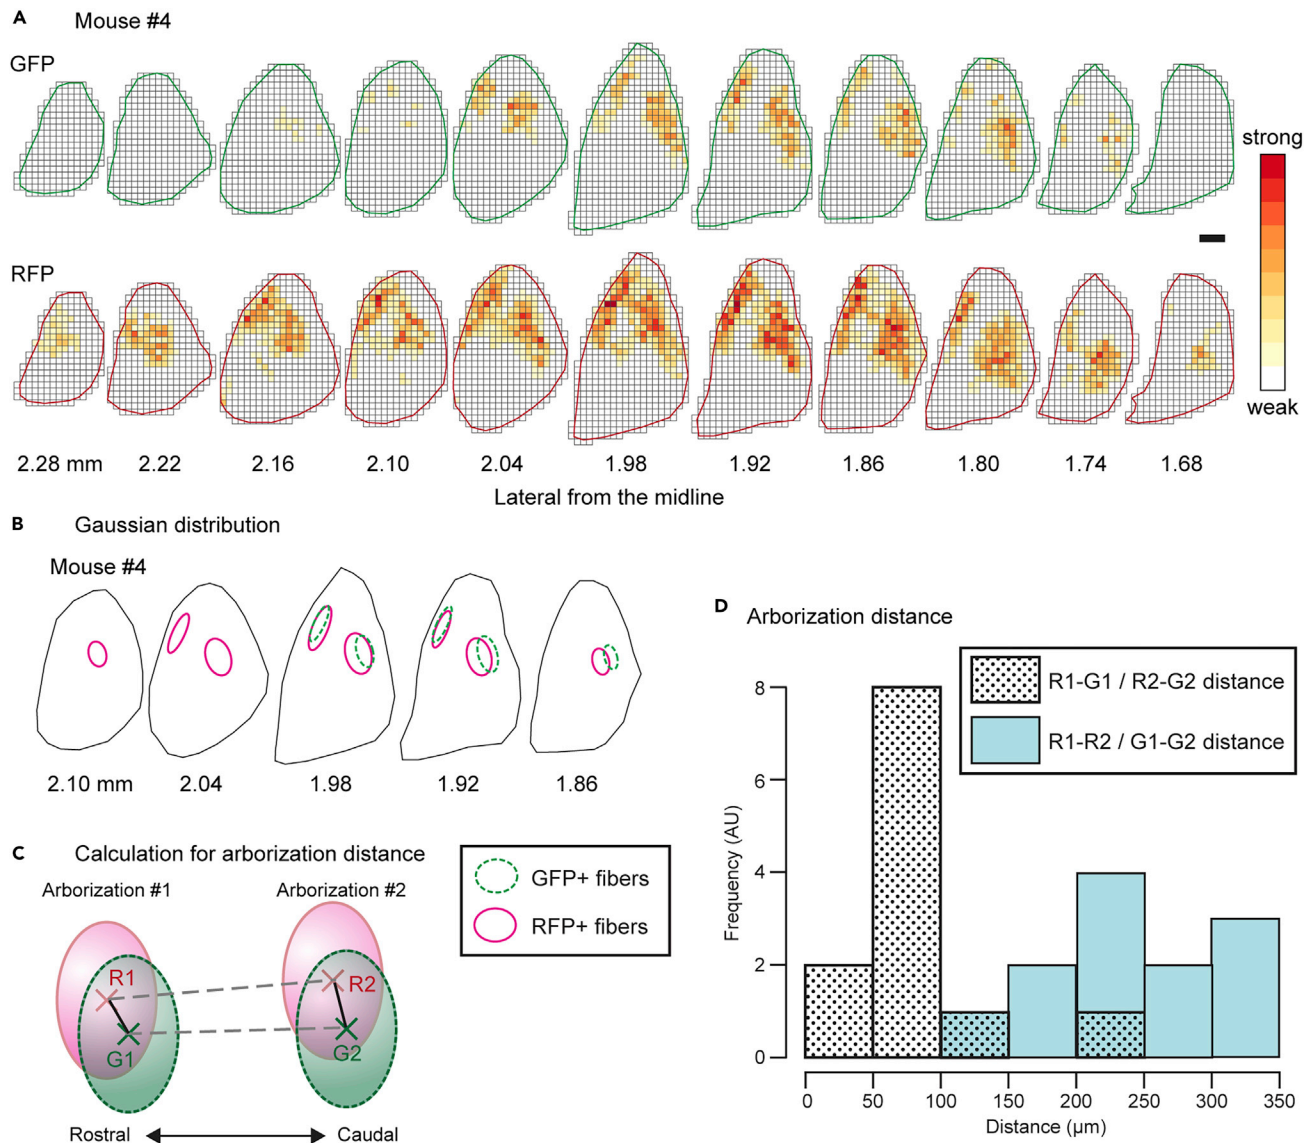 A Mouse #4
GFP
strong
RFP
weak
2.28 mm 2.22 2.16 2.10 2.04 1.98 1.92 1.86 1.80 1.74 1.68
Lateral from the midline
B Gaussian distribution
Mouse #4
2.10 mm 2.04 1.98 1.92 1.86
C Calculation for arborization distance
Arborization #1 Arborization #2
R1 R2
G1 G2
Rostral Caudal
GFP+ fibers
RFP+ fibers
D Arborization distance
R1-G1 / R2-G2 distance
R1-R2 / G1-G2 distance
8
6
4
2
0
Frequency (AU)
0 50 100 150 200 250 300 350
Distance (µm)